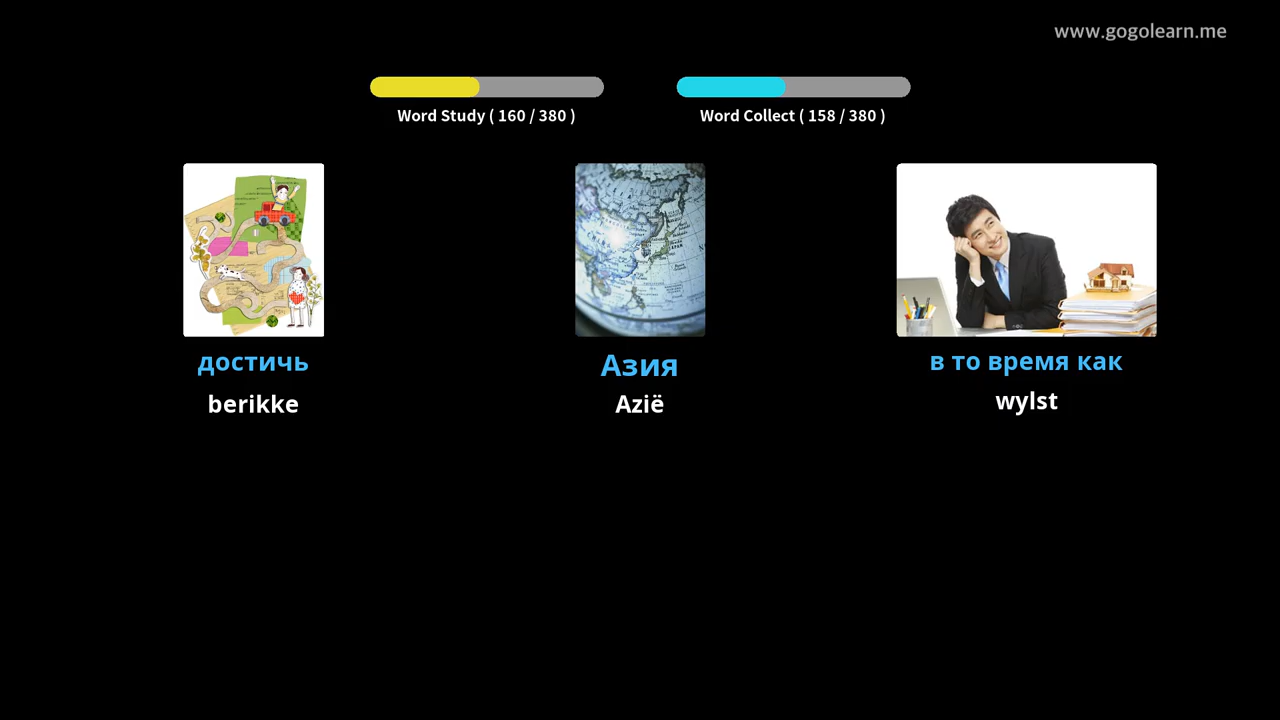 www.gogolearn.me
Word Study ( 160 / 380 )
Word Collect ( 158 / 380 )
достичь
berikke
Азия
Azië
в то время как
wylst